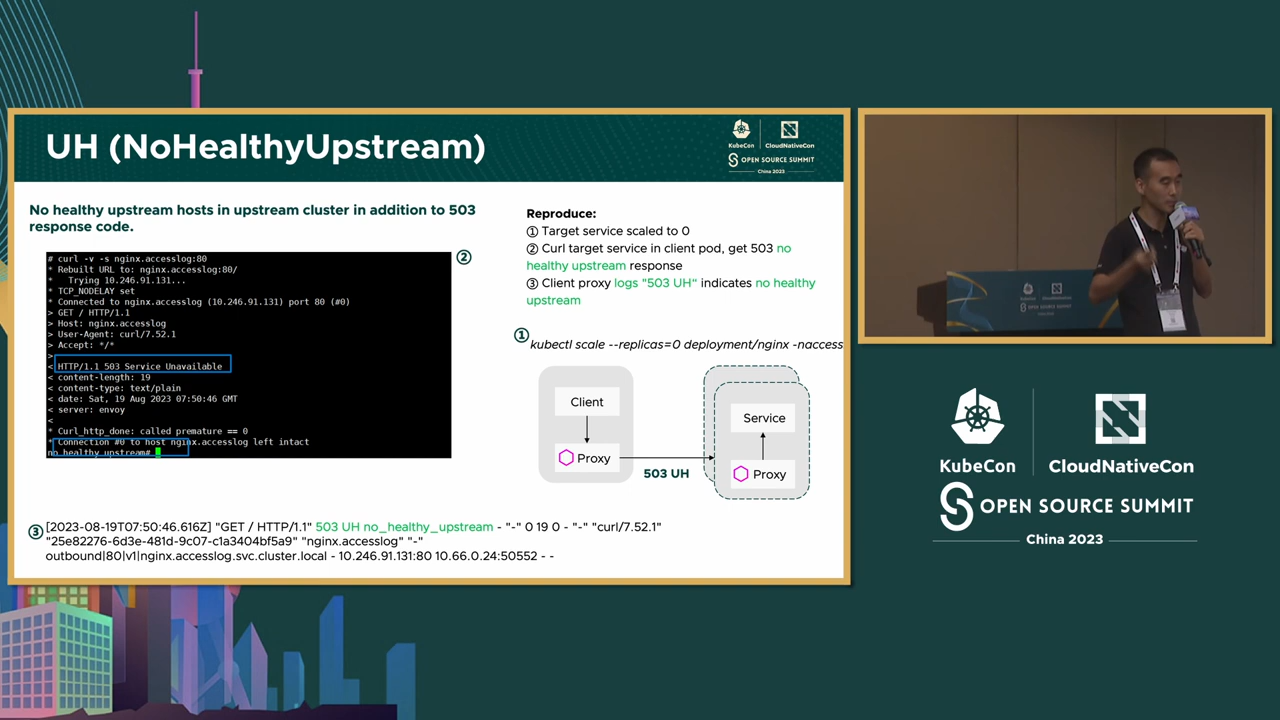 UH (NoHealthyUpstream)
KubeCon
CloudNativeCon
OPEN SOURCE SUMMIT
China 2023
No healthy upstream hosts in upstream cluster in addition to 503
response code.
②
# curl -v -s nginx.accesslog:80
* Rebuilt URL to: nginx.accesslog:80/
*   Trying 10.246.91.131...
* TCP_NODELAY set
* Connected to nginx.accesslog (10.246.91.131) port 80 (#0)
> GET / HTTP/1.1
> Host: nginx.accesslog
> User-Agent: curl/7.52.1
> Accept: */*
>
< HTTP/1.1 503 Service Unavailable
< content-length: 19
< content-type: text/plain
< date: Sat, 19 Aug 2023 07:50:46 GMT
< server: envoy
<
* Curl_http_done: called premature == 0
* Connection #0 to host nginx.accesslog left intact
no healthy upstream#
Reproduce:
① Target service scaled to 0
② Curl target service in client pod, get 503 no
healthy upstream response
③ Client proxy logs "503 UH" indicates no healthy
upstream
①
kubectl scale --replicas=0 deployment/nginx -naccess
Client
Proxy
503 UH
Service
Proxy
③
[2023-08-19T07:50:46.616Z] "GET / HTTP/1.1" 503 UH no_healthy_upstream - "-" 0 19 0 - "-" "curl/7.52.1"
"25e82276-6d3e-481d-9c07-c1a3404bf5a9" "nginx.accesslog" "-"
outbound|80|v1|nginx.accesslog.svc.cluster.local - 10.246.91.131:80 10.66.0.24:50552 - -
KubeCon
CloudNativeCon
OPEN SOURCE SUMMIT
China 2023